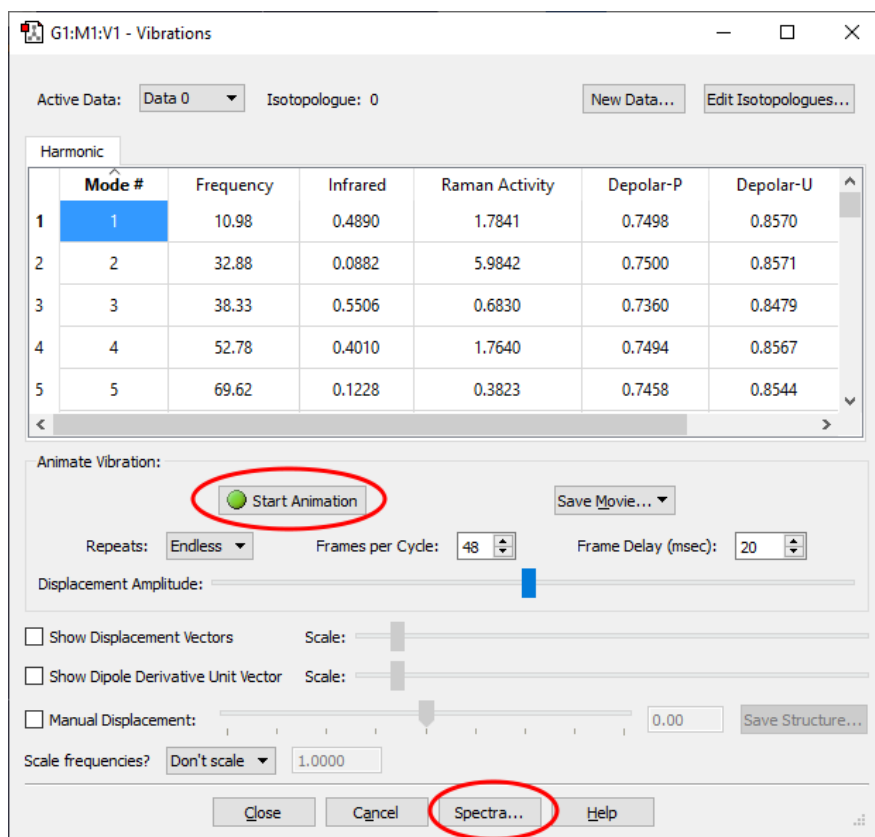 G1:M1:V1 - Vibrations
Active Data: Data 0 Isotopologue: 0 New Data... Edit Isotopologues...
Harmonic
Mode # Frequency Infrared Raman Activity Depolar-P Depolar-U
1 1 10.98 0.4890 1.7841 0.7498 0.8570
2 2 32.88 0.0882 5.9842 0.7500 0.8571
3 3 38.33 0.5506 0.6830 0.7360 0.8479
4 4 52.78 0.4010 1.7640 0.7494 0.8567
5 5 69.62 0.1228 0.3823 0.7458 0.8544
Animate Vibration:
Start Animation Save Movie...
Repeats: Endless Frames per Cycle: 48 Frame Delay (msec): 20
Displacement Amplitude:
Show Displacement Vectors Scale:
Show Dipole Derivative Unit Vector Scale:
Manual Displacement: 0.00 Save Structure...
Scale frequencies? Don't scale 1.0000
Close Cancel Spectra... Help